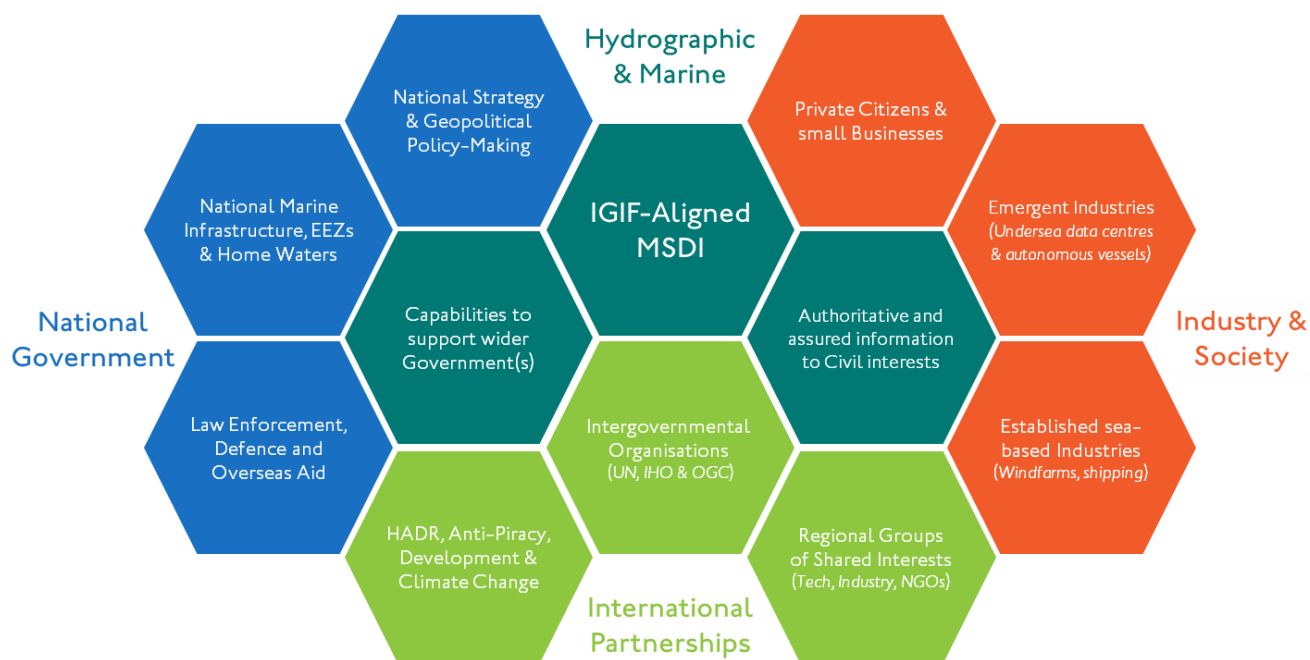 Hydrographic
& Marine
National Strategy
& Geopolitical
Policy-Making
Private Citizens &
small Businesses
National Marine
Infrastructure, EEZs
& Home Waters
IGIF-Aligned
MSDI
Emergent Industries
(Undersea data centres
& autonomous vessels)
National
Government
Capabilities to
support wider
Government(s)
Authoritative and
assured information
to Civil interests
Industry &
Society
Law Enforcement,
Defence and
Overseas Aid
Intergovernmental
Organisations
(UN, IHO & OGC)
Established sea-
based Industries
(Windfarms, shipping)
HADR, Anti-Piracy,
Development &
Climate Change
Regional Groups
of Shared Interests
(Tech, Industry, NGOs)
International
Partnerships